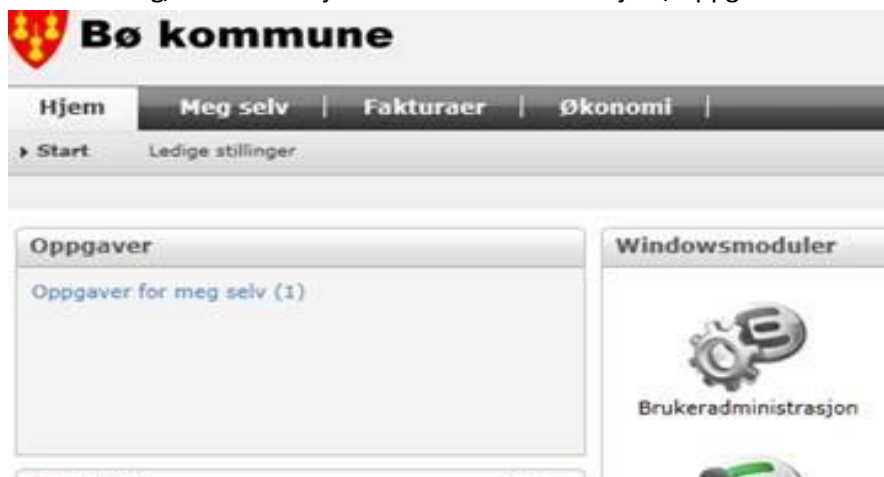 Bø kommune
Hjem Meg selv Fakturaer Økonomi
Start Ledige stillinger
Oppgaver
Oppgaver for meg selv (1)
Windowsmoduler
Brukeradministrasjon